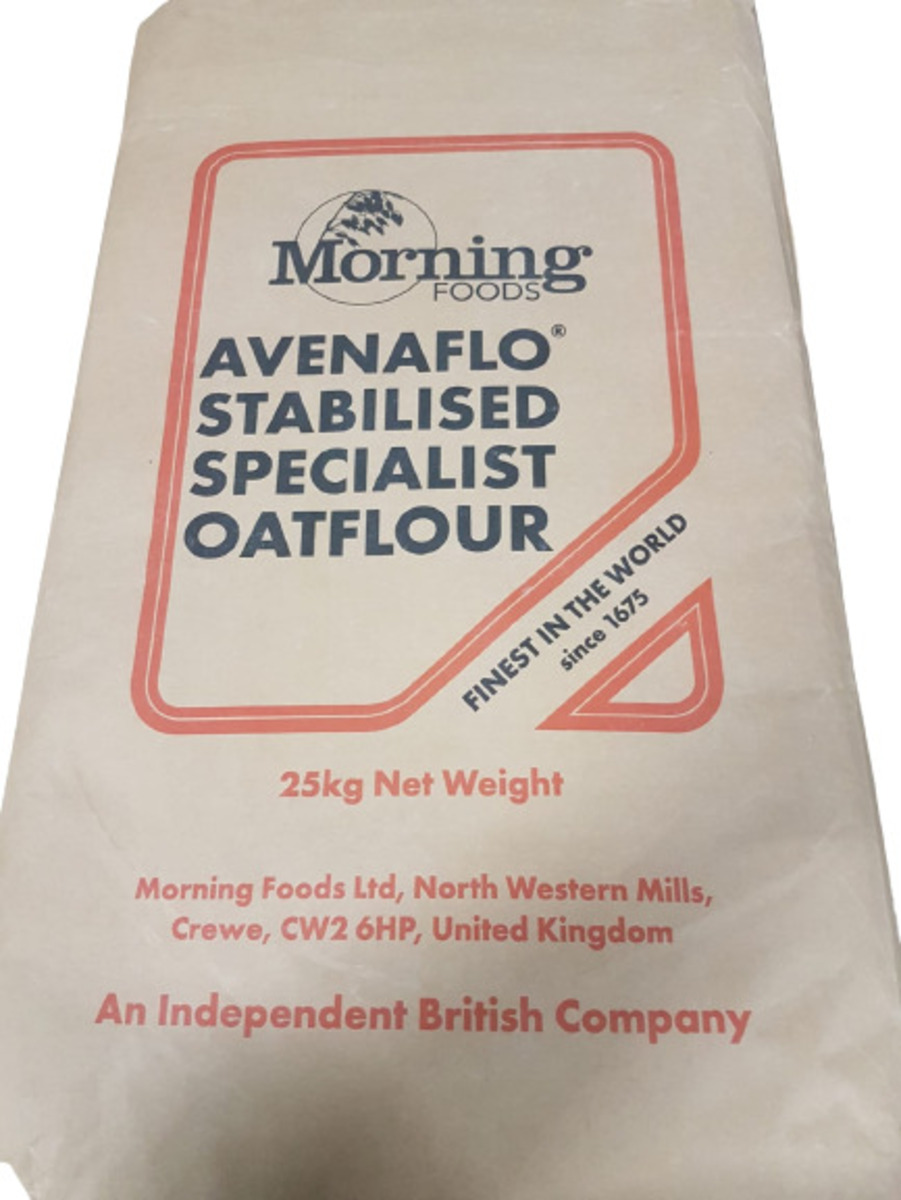 Morning
FOODS
AVENAFLO®
STABILISED
SPECIALIST
OATFLOUR
FINEST IN THE WORLD
since 1675
25kg Net Weight
Morning Foods Ltd, North Western Mills,
Crewe, CW2 6HP, United Kingdom
An Independent British Company